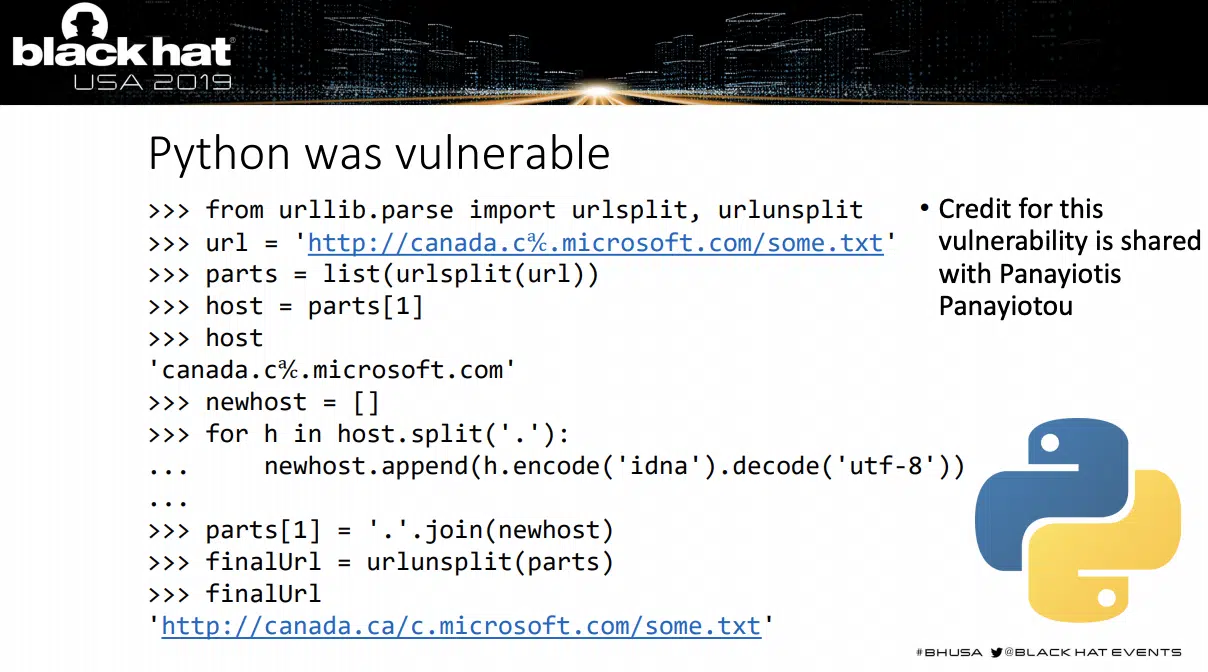 black hat®
USA 2019
Python was vulnerable
>>> from urllib.parse import urlsplit, urlunsplit
>>> url = 'http://canada.c℀.microsoft.com/some.txt'
>>> parts = list(urlsplit(url))
>>> host = parts[1]
>>> host
'canada.c℀.microsoft.com'
>>> newhost = []
>>> for h in host.split('.'):
...     newhost.append(h.encode('idna').decode('utf-8'))
...
>>> parts[1] = '.'.join(newhost)
>>> finalUrl = urlunsplit(parts)
>>> finalUrl
'http://canada.ca/c.microsoft.com/some.txt'
• Credit for this
vulnerability is shared
with Panayiotis
Panayiotou
#BHUSA @BLACK HAT EVENTS